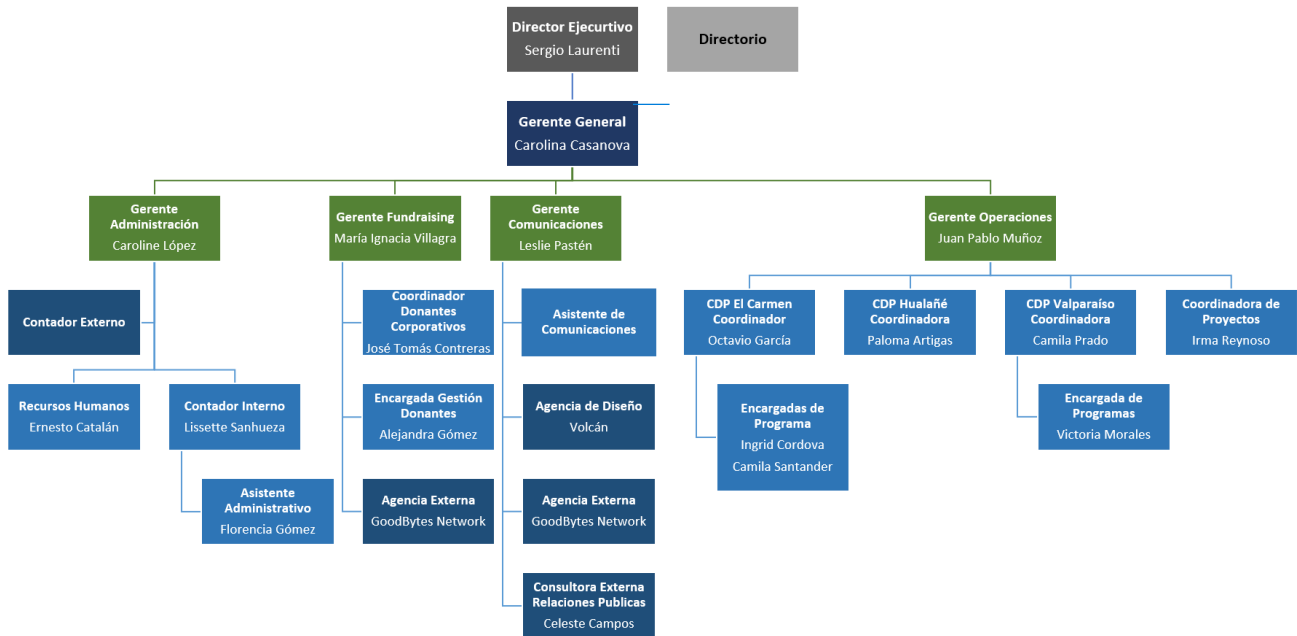 Director Ejecurtivo
Sergio Laurenti
Directorio
Gerente General
Carolina Casanova
Gerente
Administración
Caroline López
Gerente Fundraising
María Ignacia Villagra
Gerente
Comunicaciones
Leslie Pastén
Gerente Operaciones
Juan Pablo Muñoz
Contador Externo
Recursos Humanos
Ernesto Catalán
Contador Interno
Lissette Sanhueza
Asistente
Administrativo
Florencia Gómez
Coordinador
Donantes
Corporativos
José Tomás Contreras
Encargada Gestión
Donantes
Alejandra Gómez
Agencia Externa
GoodBytes Network
Asistente de
Comunicaciones
Agencia de Diseño
Volcán
Agencia Externa
GoodBytes Network
Consultora Externa
Relaciones Publicas
Celeste Campos
CDP El Carmen
Coordinador
Octavio García
Encargadas de
Programa
Ingrid Cordova
Camila Santander
CDP Hualañé
Coordinadora
Paloma Artigas
CDP Valparaíso
Coordinadora
Camila Prado
Encargada de
Programas
Victoria Morales
Coordinadora de
Proyectos
Irma Reynoso